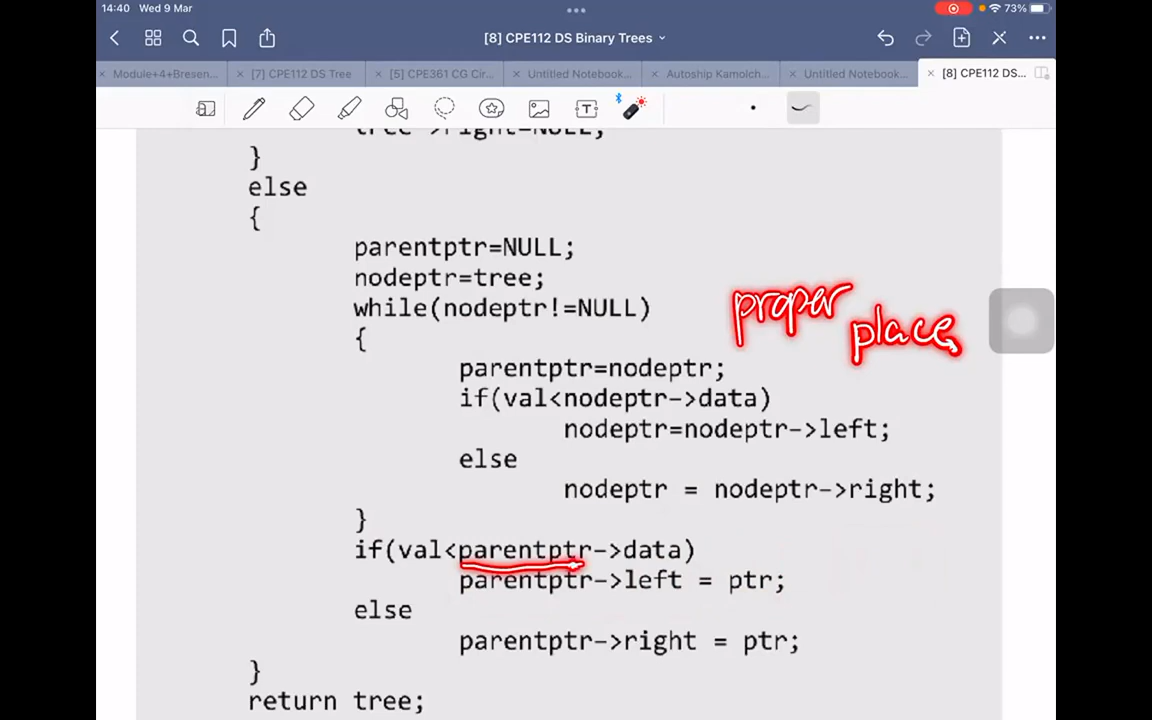 14:40 Wed 9 Mar
73%
[8] CPE112 DS Binary Trees
Module+4+Bresen...
[7] CPE112 DS Tree
[5] CPE361 CG Cir...
Untitled Notebook...
Autoship Kamolch...
Untitled Notebook...
[8] CPE112 DS...
tree->right=NULL;
}
else
{
parentptr=NULL;
nodeptr=tree;
while(nodeptr!=NULL)
proper
place
{
parentptr=nodeptr;
if(val<nodeptr->data)
nodeptr=nodeptr->left;
else
nodeptr = nodeptr->right;
}
if(val<parentptr->data)
parentptr->left = ptr;
else
parentptr->right = ptr;
}
return tree;